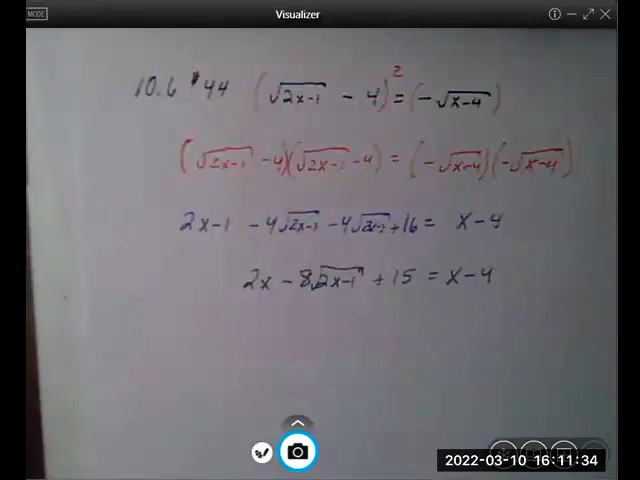 MODE
Visualizer
10.6 #44 (√(2x-1) - 4)² = (-√(x-4))
(√(2x-1) -4)(√(2x-1) -4) = (-√(x-4))(-√(x-4))
2x-1 -4√(2x-1) -4√(2x-1) +16 = x-4
2x - 8√(2x-1) + 15 = x-4
2022-03-10 16:11:34